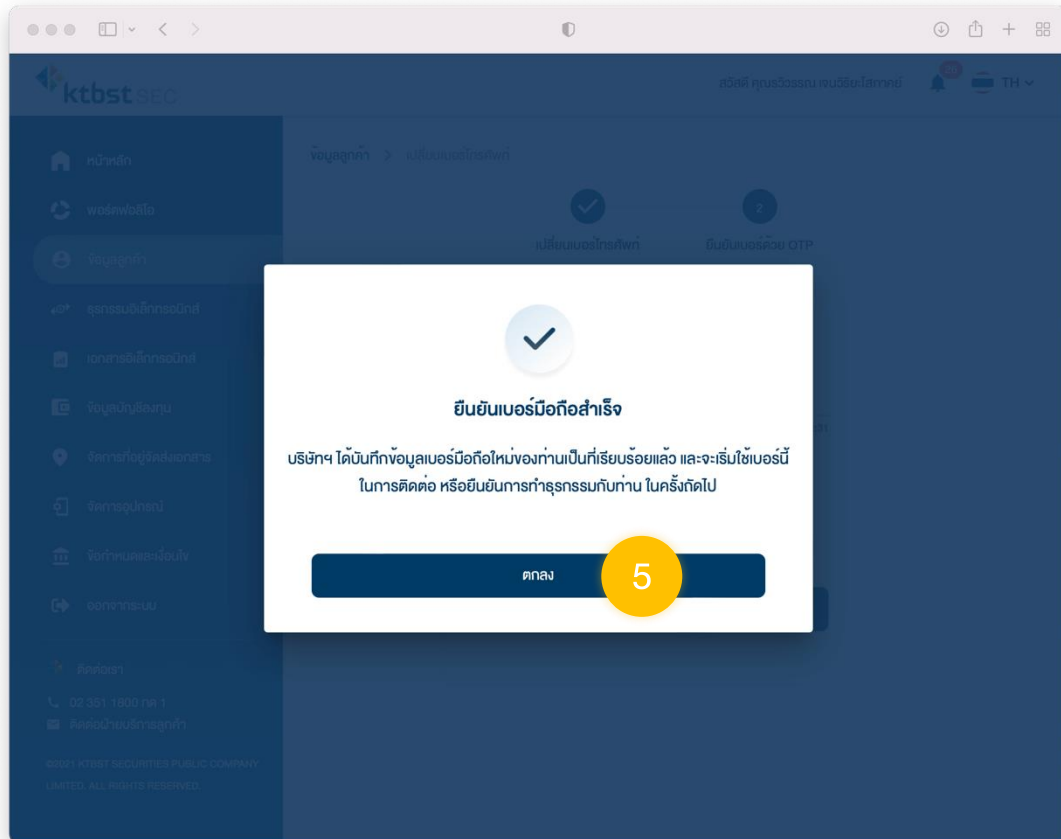 ktbst SEC
สวัสดี คุณรวิวรรณ เจนวิริยะโสภาคย์
20
TH
หน้าหลัก
พอร์ตฟอลิโอ
ข้อมูลลูกค้า
ธุรกรรมอิเล็กทรอนิกส์
เอกสารอิเล็กทรอนิกส์
ข้อมูลบัญชีลงทุน
จัดการที่อยู่จัดส่งเอกสาร
จัดการอุปกรณ์
ข้อกำหนดและเงื่อนไข
ออกจากระบบ
ติดต่อเรา
02 351 1800 กด 1
ติดต่อฝ่ายบริการลูกค้า
©2021 KTBST SECURITIES PUBLIC COMPANY
LIMITED. ALL RIGHTS RESERVED.
ข้อมูลลูกค้า > เปลี่ยนเบอร์โทรศัพท์
2
เปลี่ยนเบอร์โทรศัพท์
ยืนยันเบอร์ด้วย OTP
ยืนยันเบอร์มือถือสำเร็จ
บริษัทฯ ได้บันทึกข้อมูลเบอร์มือถือใหม่ของท่านเป็นที่เรียบร้อยแล้ว และจะเริ่มใช้เบอร์นี้
ในการติดต่อ หรือยืนยันการทำธุรกรรมกับท่าน ในครั้งถัดไป
ตกลง
5